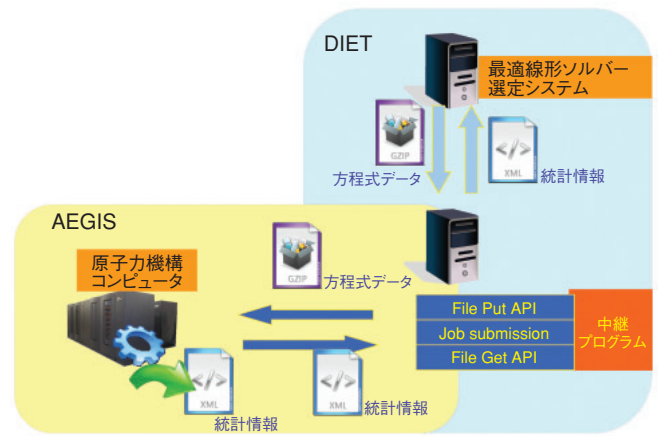 DIET
最適線形ソルバー
選定システム
GZIP
方程式データ
</>
XML
統計情報
AEGIS
原子力機構
コンピュータ
GZIP
方程式データ
File Put API
Job submission
File Get API
中継
プログラム
</>
XML
統計情報
</>
XML
統計情報